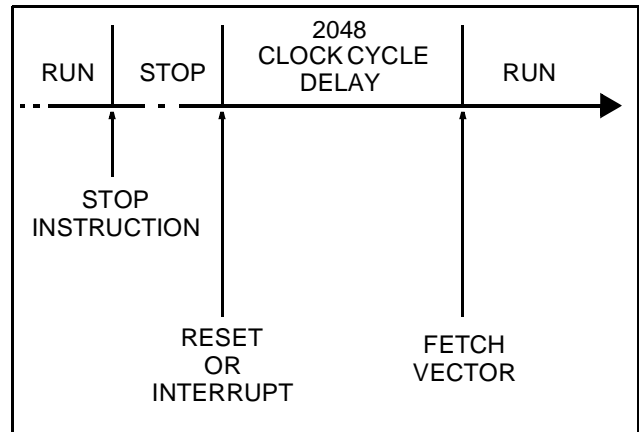 2048
CLOCK CYCLE
DELAY
RUN
STOP
RUN
STOP
INSTRUCTION
RESET
OR
INTERRUPT
FETCH
VECTOR